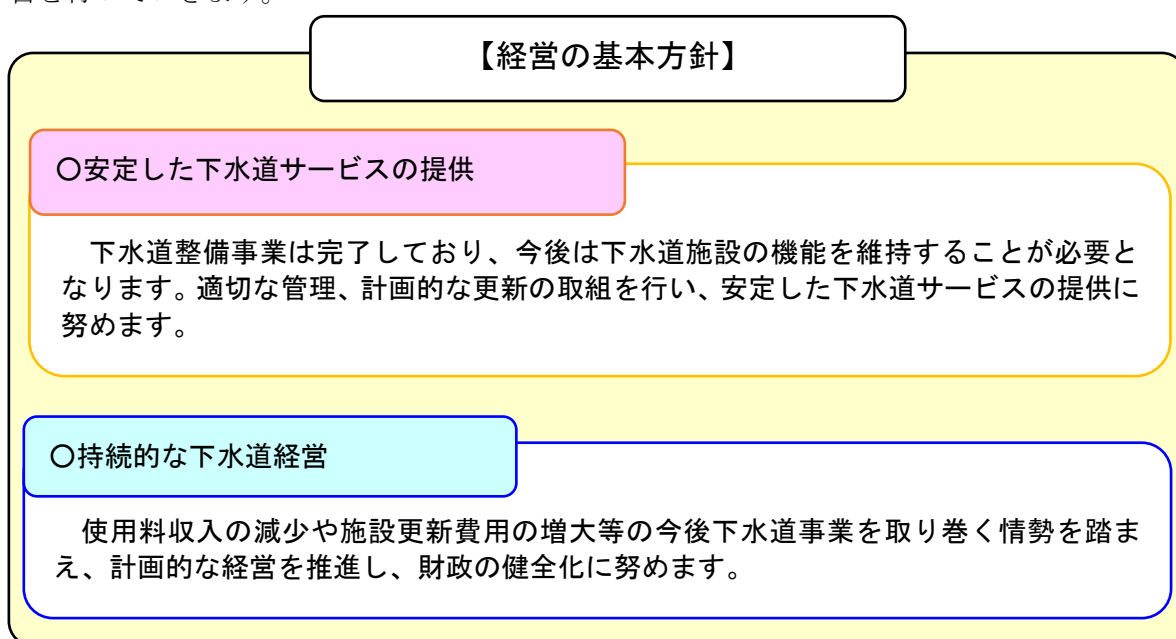 【経営の基本方針】
〇安定した下水道サービスの提供
下水道整備事業は完了しており、今後は下水道施設の機能を維持することが必要と
なります。適切な管理、計画的な更新の取組を行い、安定した下水道サービスの提供に
努めます。
〇持続的な下水道経営
使用料収入の減少や施設更新費用の増大等の今後下水道事業を取り巻く情勢を踏ま
え、計画的な経営を推進し、財政の健全化に努めます。